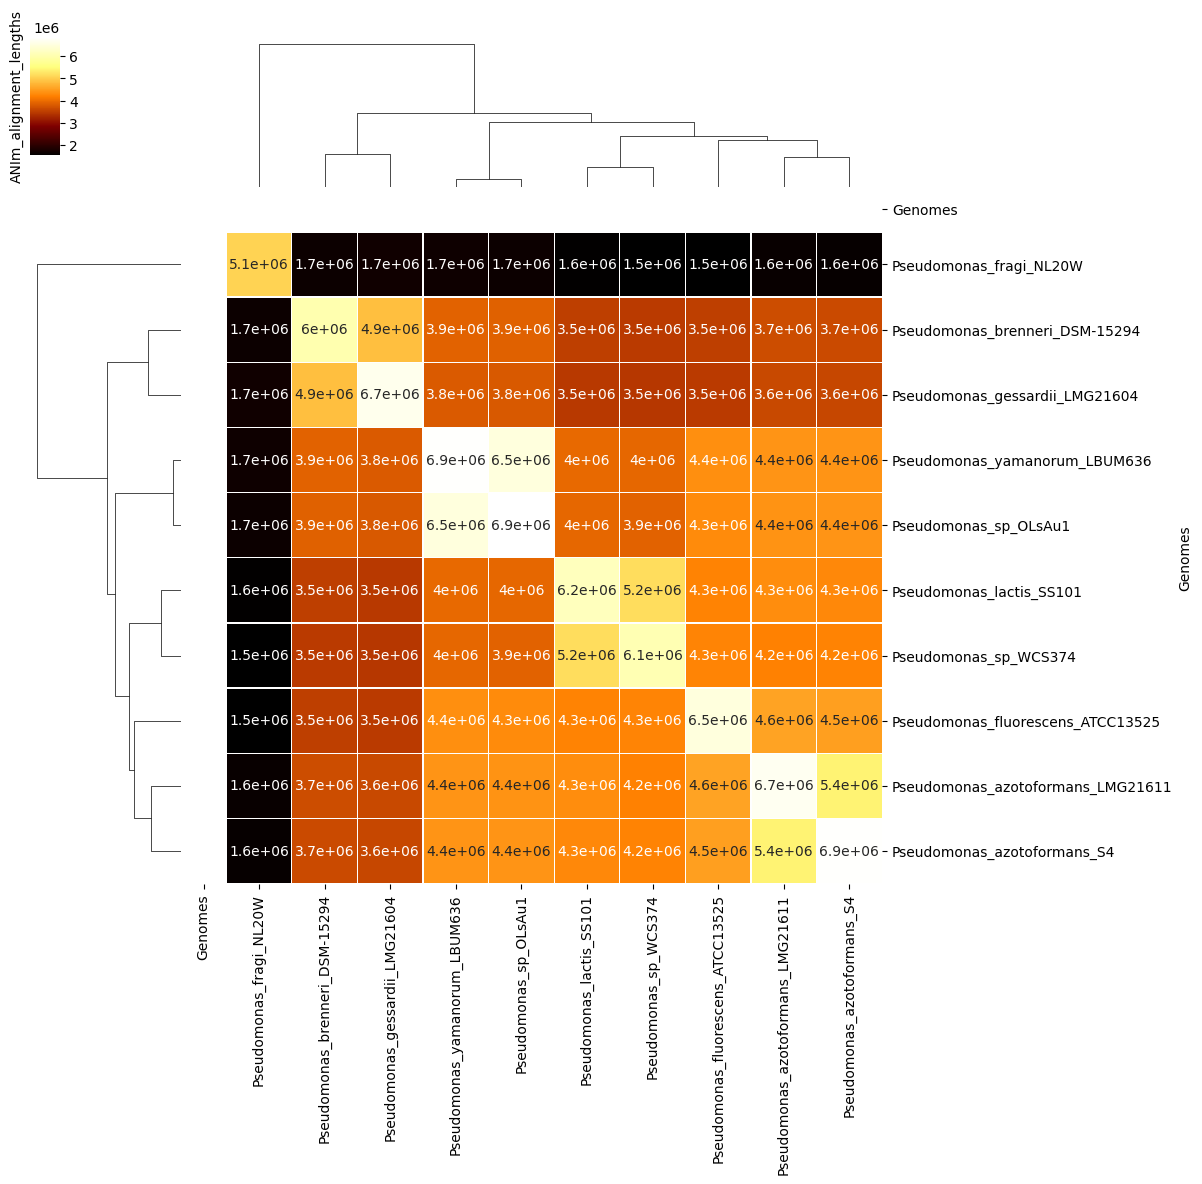 1e6
ANIm_alignment_lengths
6
5
4
3
2
Genomes
5.1e+06 1.7e+06 1.7e+06 1.7e+06 1.7e+06 1.6e+06 1.5e+06 1.5e+06 1.6e+06 1.6e+06 Pseudomonas_fragi_NL20W
1.7e+06 6e+06 4.9e+06 3.9e+06 3.9e+06 3.5e+06 3.5e+06 3.5e+06 3.7e+06 3.7e+06 Pseudomonas_brenneri_DSM-15294
1.7e+06 4.9e+06 6.7e+06 3.8e+06 3.8e+06 3.5e+06 3.5e+06 3.5e+06 3.6e+06 3.6e+06 Pseudomonas_gessardii_LMG21604
1.7e+06 3.9e+06 3.8e+06 6.9e+06 6.5e+06 4e+06 4e+06 4.4e+06 4.4e+06 4.4e+06 Pseudomonas_yamanorum_LBUM636
1.7e+06 3.9e+06 3.8e+06 6.5e+06 6.9e+06 4e+06 3.9e+06 4.3e+06 4.4e+06 4.4e+06 Pseudomonas_sp_OLsAu1
1.6e+06 3.5e+06 3.5e+06 4e+06 4e+06 6.2e+06 5.2e+06 4.3e+06 4.3e+06 4.3e+06 Pseudomonas_lactis_SS101
1.5e+06 3.5e+06 3.5e+06 4e+06 3.9e+06 5.2e+06 6.1e+06 4.3e+06 4.2e+06 4.2e+06 Pseudomonas_sp_WCS374
1.5e+06 3.5e+06 3.5e+06 4.4e+06 4.3e+06 4.3e+06 4.3e+06 6.5e+06 4.6e+06 4.5e+06 Pseudomonas_fluorescens_ATCC13525
1.6e+06 3.7e+06 3.6e+06 4.4e+06 4.4e+06 4.3e+06 4.2e+06 4.6e+06 6.7e+06 5.4e+06 Pseudomonas_azotoformans_LMG21611
1.6e+06 3.7e+06 3.6e+06 4.4e+06 4.4e+06 4.3e+06 4.2e+06 4.5e+06 5.4e+06 6.9e+06 Pseudomonas_azotoformans_S4
Genomes
Genomes
Pseudomonas_fragi_NL20W
Pseudomonas_brenneri_DSM-15294
Pseudomonas_gessardii_LMG21604
Pseudomonas_yamanorum_LBUM636
Pseudomonas_sp_OLsAu1
Pseudomonas_lactis_SS101
Pseudomonas_sp_WCS374
Pseudomonas_fluorescens_ATCC13525
Pseudomonas_azotoformans_LMG21611
Pseudomonas_azotoformans_S4